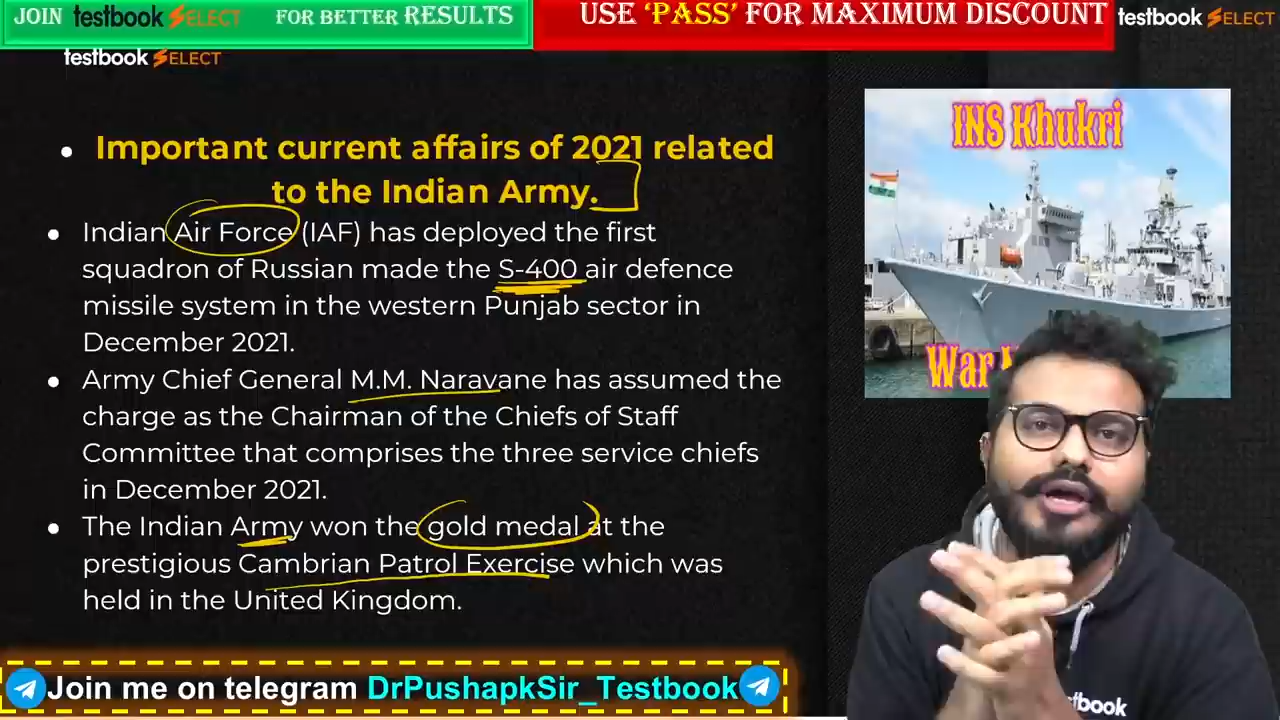 JOIN testbook SELECT FOR BETTER RESULTS
USE ‘PASS’ FOR MAXIMUM DISCOUNT
testbook SELECT
testbook SELECT
INS Khukri
• Important current affairs of 2021 related
to the Indian Army.
• Indian Air Force (IAF) has deployed the first
squadron of Russian made the S-400 air defence
missile system in the western Punjab sector in
December 2021.
• Army Chief General M.M. Naravane has assumed the
charge as the Chairman of the Chiefs of Staff
Committee that comprises the three service chiefs
in December 2021.
• The Indian Army won the gold medal at the
prestigious Cambrian Patrol Exercise which was
held in the United Kingdom.
War
Join me on telegram DrPushapkSir_Testbook